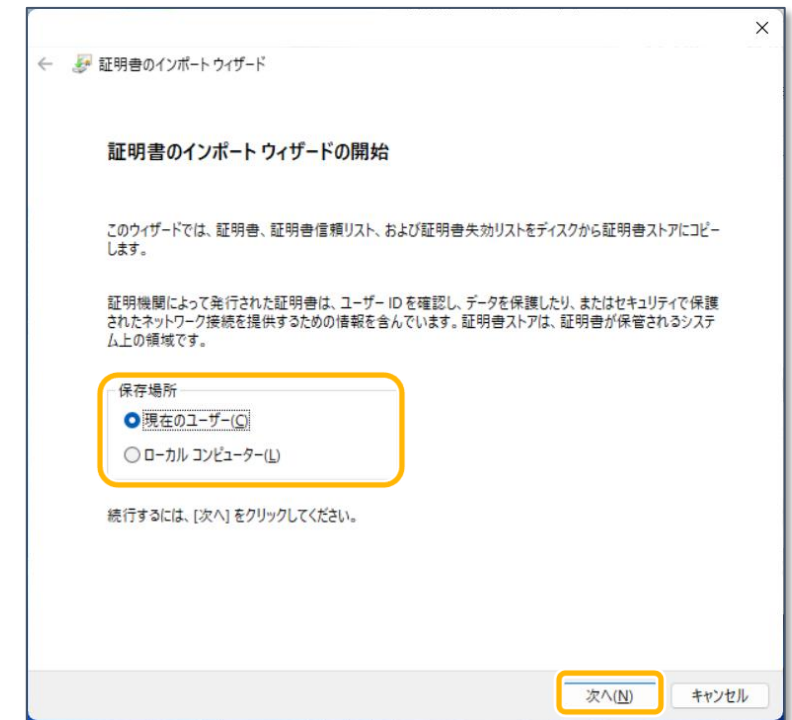 証明書のインポート ウィザード
証明書のインポート ウィザードの開始
このウィザードでは、証明書、証明書信頼リスト、および証明書失効リストをディスクから証明書ストアにコピー
します。
証明機関によって発行された証明書は、ユーザー ID を確認し、データを保護したり、またはセキュリティで保護
されたネットワーク接続を提供するための情報を含んでいます。証明書ストアは、証明書が保管されるシステ
ム上の領域です。
保存場所
現在のユーザー(C)
ローカル コンピューター(L)
続行するには、[次へ] をクリックしてください。
次へ(N)
キャンセル